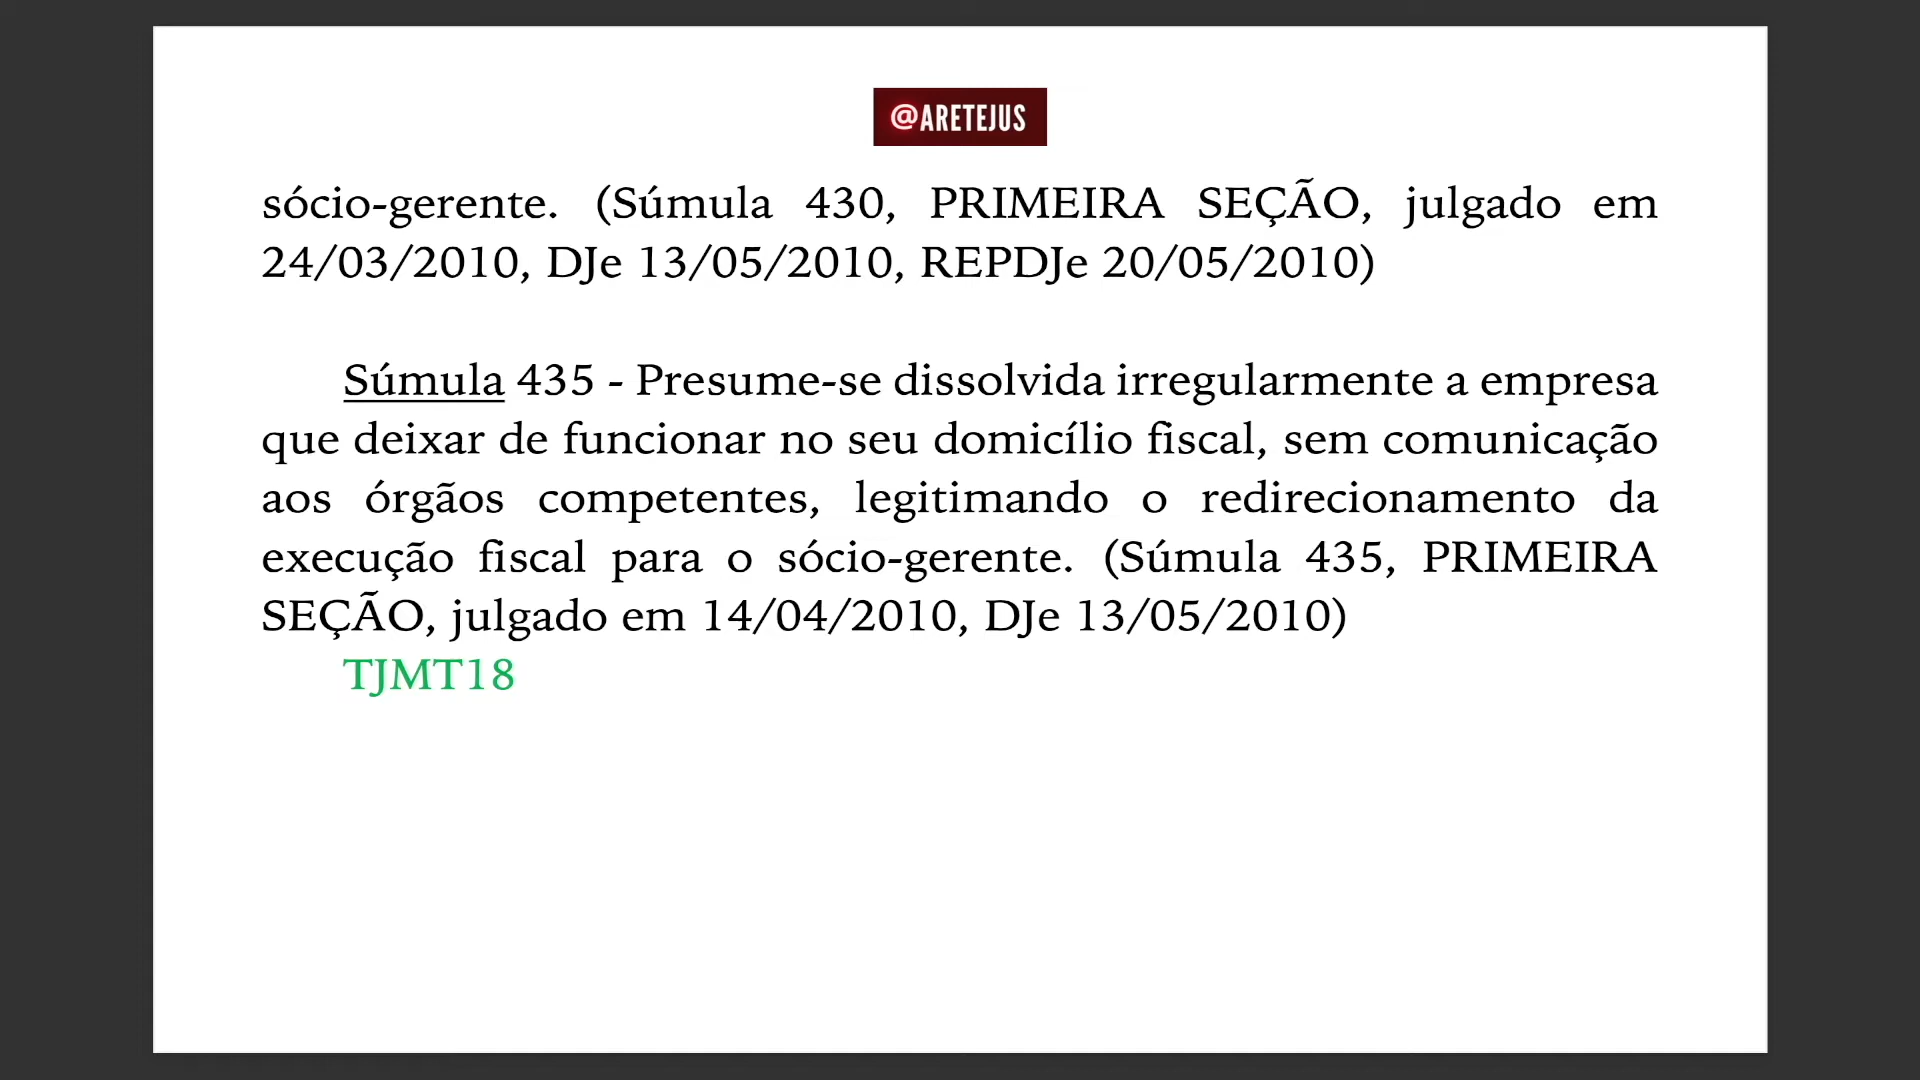 @ARETEJUS
sócio-gerente. (Súmula 430, PRIMEIRA SEÇÃO, julgado em
24/03/2010, DJe 13/05/2010, REPDJe 20/05/2010)
Súmula 435 - Presume-se dissolvida irregularmente a empresa
que deixar de funcionar no seu domicílio fiscal, sem comunicação
aos órgãos competentes, legitimando o redirecionamento da
execução fiscal para o sócio-gerente. (Súmula 435, PRIMEIRA
SEÇÃO, julgado em 14/04/2010, DJe 13/05/2010)
TJMT18